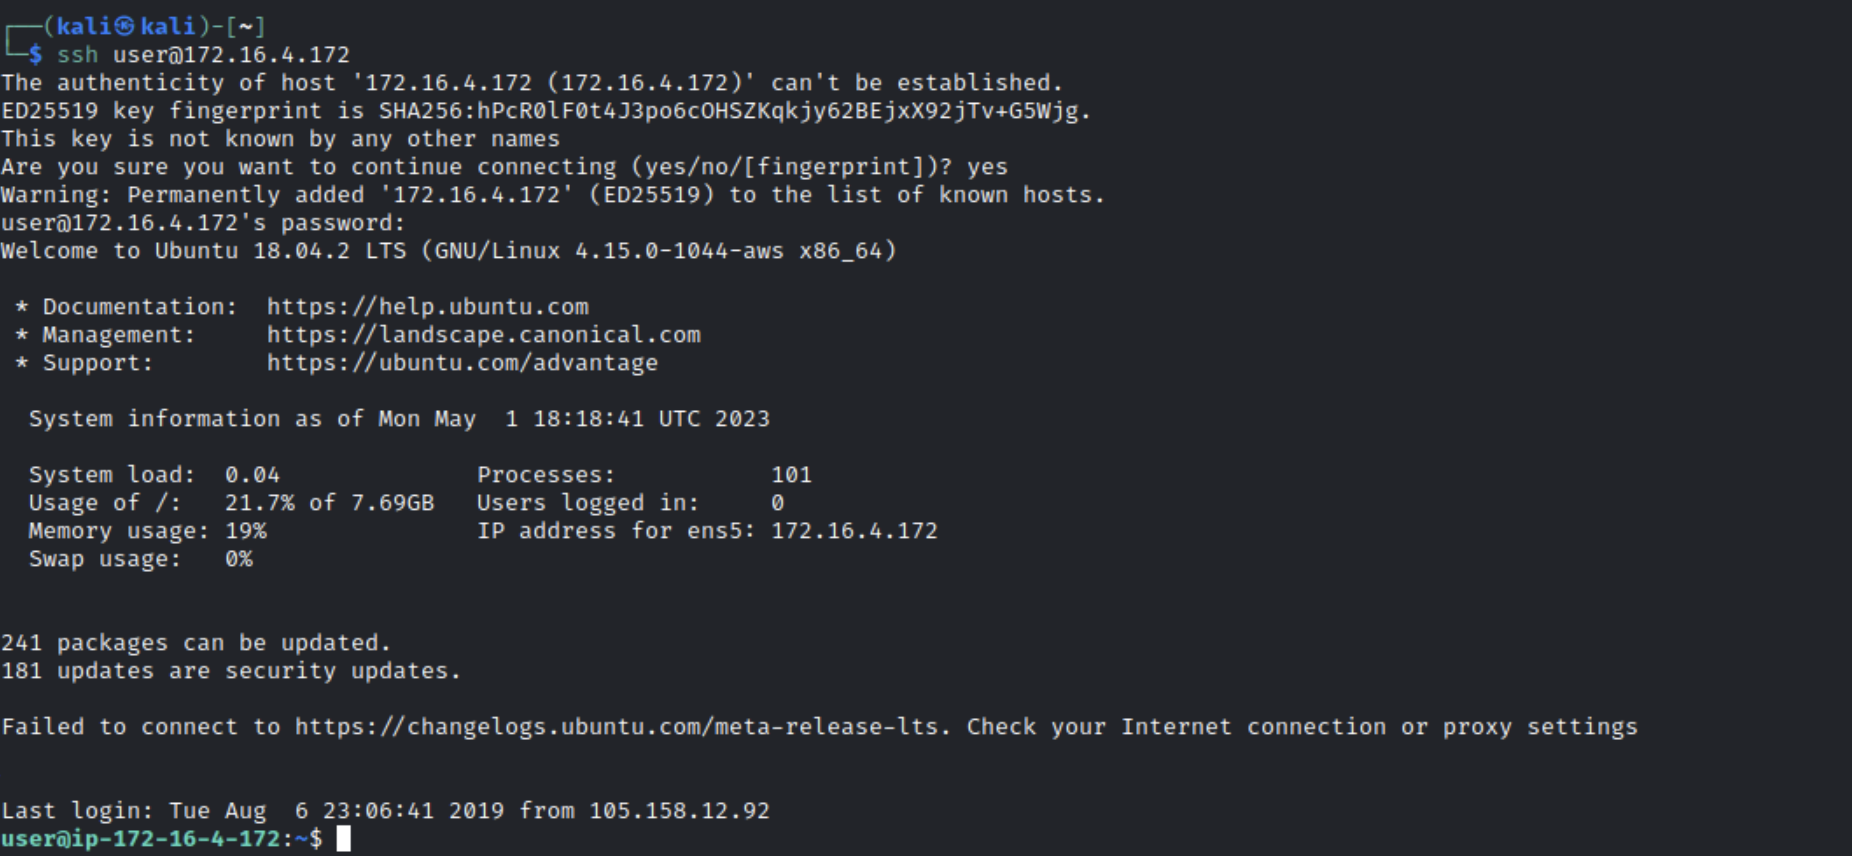 ┌──(kali㉿kali)-[~]
└─$ ssh user@172.16.4.172
The authenticity of host '172.16.4.172 (172.16.4.172)' can't be established.
ED25519 key fingerprint is SHA256:hPcR0lF0t4J3po6cOHSZKqkjy62BEjxX92jTv+G5Wjg.
This key is not known by any other names
Are you sure you want to continue connecting (yes/no/[fingerprint])? yes
Warning: Permanently added '172.16.4.172' (ED25519) to the list of known hosts.
user@172.16.4.172's password:
Welcome to Ubuntu 18.04.2 LTS (GNU/Linux 4.15.0-1044-aws x86_64)

 * Documentation:  https://help.ubuntu.com
 * Management:     https://landscape.canonical.com
 * Support:        https://ubuntu.com/advantage

  System information as of Mon May  1 18:18:41 UTC 2023

  System load:  0.04              Processes:           101
  Usage of /:   21.7% of 7.69GB   Users logged in:     0
  Memory usage: 19%               IP address for ens5: 172.16.4.172
  Swap usage:   0%


241 packages can be updated.
181 updates are security updates.

Failed to connect to https://changelogs.ubuntu.com/meta-release-lts. Check your Internet connection or proxy settings


Last login: Tue Aug  6 23:06:41 2019 from 105.158.12.92
user@ip-172-16-4-172:~$